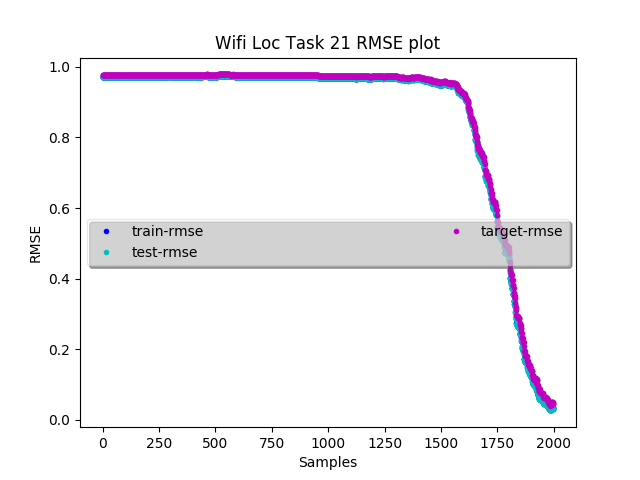 Wifi Loc Task 21 RMSE plot
1.0
0.8
0.6
0.4
0.2
0.0
RMSE
train-rmse
test-rmse
target-rmse
0 250 500 750 1000 1250 1500 1750 2000
Samples